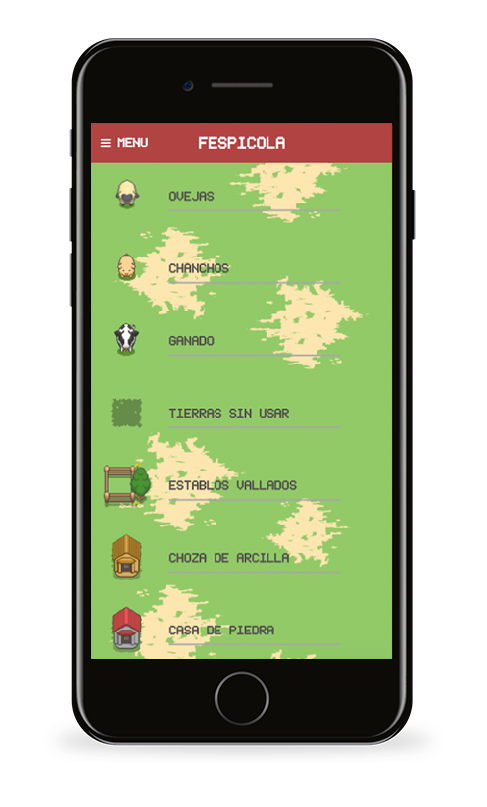 ≡ MENU FESPICOLA
OVEJAS
CHANCHOS
GANADO
TIERRAS SIN USAR
ESTABLOS VALLADOS
CHOZA DE ARCILLA
CASA DE PIEDRA